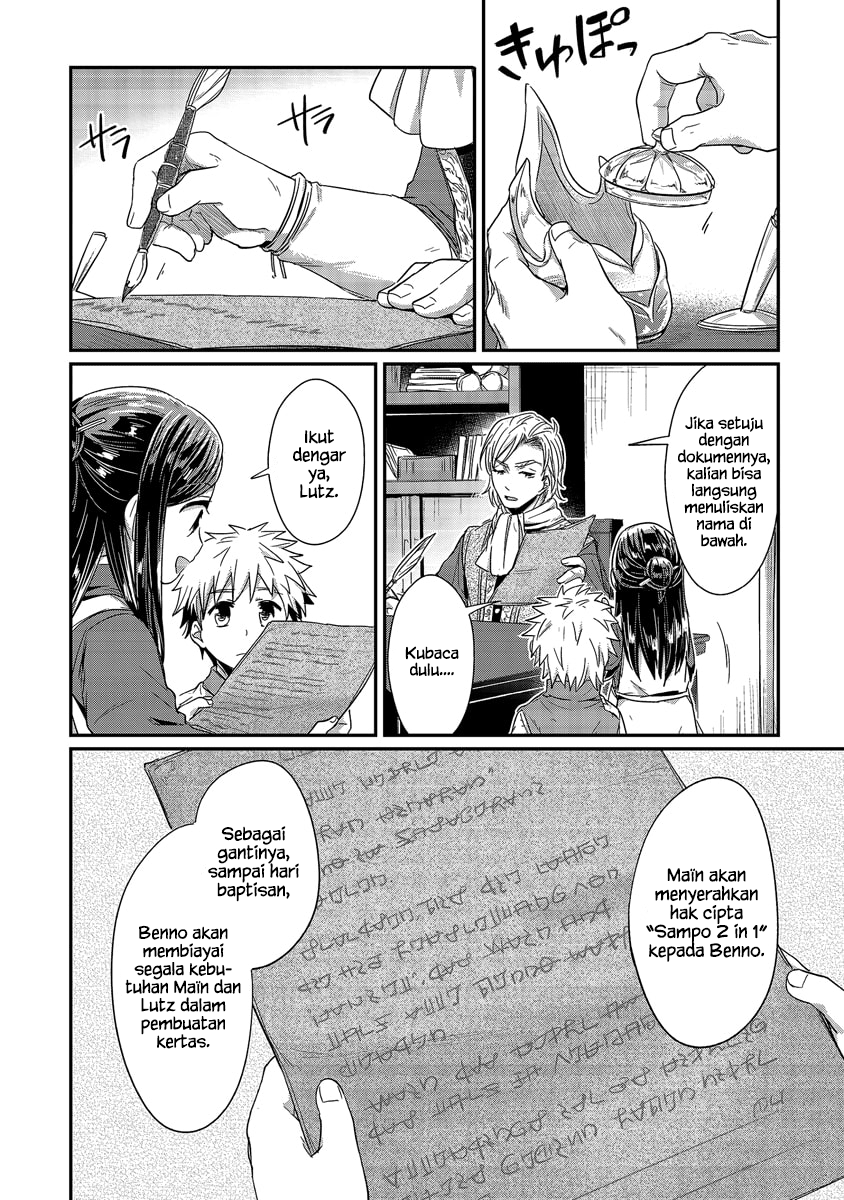 きゅぽっ
サラ
サラ
Jika setuju
dengan
dokumennya,
kalian bisa
langsung
menuliskan
nama di
bawah.
Kubaca
dulu....
Ikut
dengar
ya,
Lutz.
Maïn akan
menyerahkan
hak cipta
“Sampo 2 in 1”
kepada Benno.
Sebagai
gantinya,
sampai hari
baptisan,
Benno akan
membiayai
segala kebu-
tuhan Maïn dan
Lutz dalam
pembuatan
kertas.